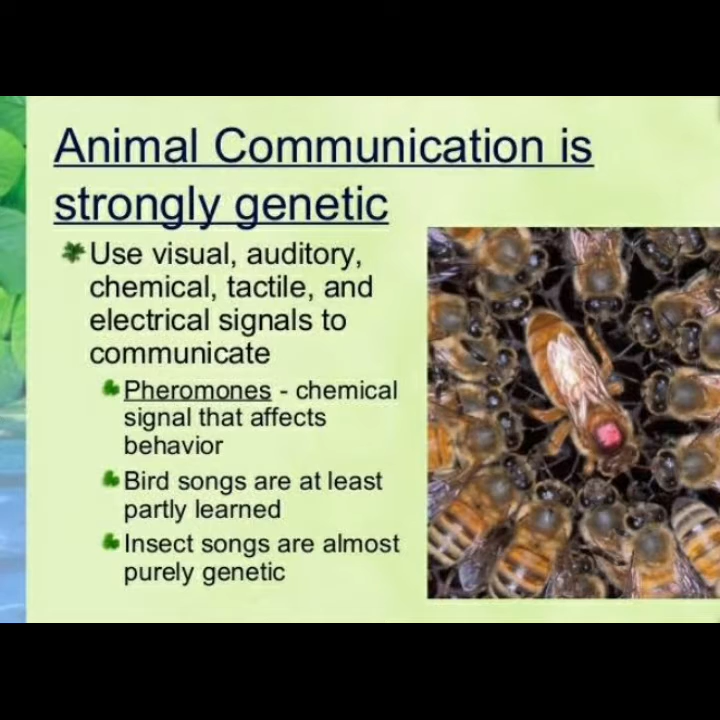 Animal Communication is
strongly genetic
Use visual, auditory,
chemical, tactile, and
electrical signals to
communicate
Pheromones - chemical
signal that affects
behavior
Bird songs are at least
partly learned
Insect songs are almost
purely genetic